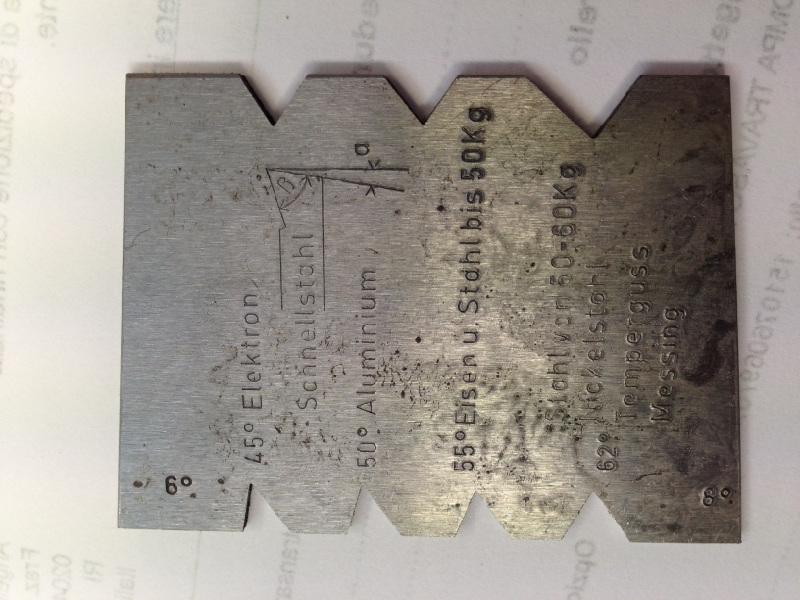 6°
45° Elektron,
Schnellstahl
β
a
50° Aluminium,
55° Eisen u. Stahl bis 50Kg
Stahl von 50-60Kg
62° Nickelstahl
Temperguss
Messing
8°